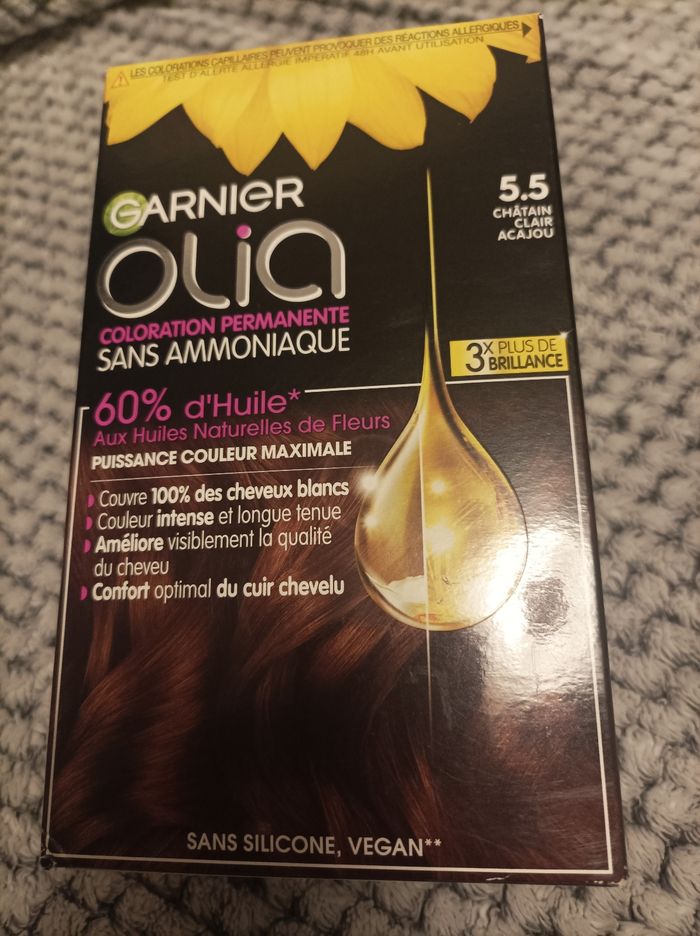 LES COLORATIONS CAPILLAIRES PEUVENT PROVOQUER DES RÉACTIONS ALLERGIQUES
TEST D'ALERTE ALLERGIE IMPÉRATIF 48H AVANT UTILISATION
GARNIER
OLIA
COLORATION PERMANENTE
SANS AMMONIAQUE
5.5
CHÂTAIN
CLAIR
ACAJOU
3X PLUS DE
BRILLANCE
60% d'Huile*
Aux Huiles Naturelles de Fleurs
PUISSANCE COULEUR MAXIMALE
Couvre 100% des cheveux blancs
Couleur intense et longue tenue
Améliore visiblement la qualité
du cheveu
Confort optimal du cuir chevelu
SANS SILICONE, VEGAN**